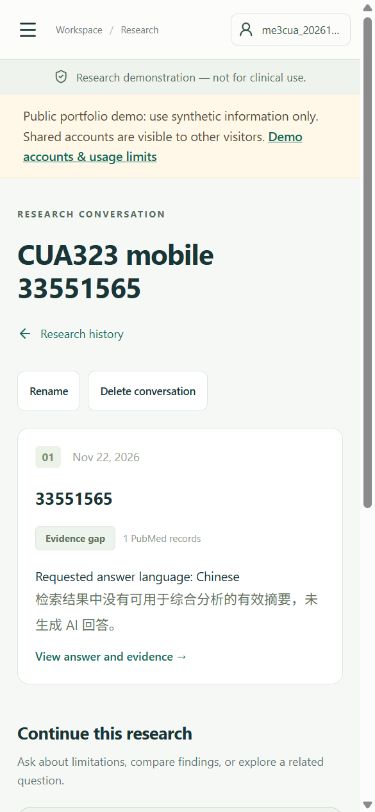 Workspace / Research
me3cua_20261...
Research demonstration — not for clinical use.
Public portfolio demo: use synthetic information only.
Shared accounts are visible to other visitors. Demo
accounts & usage limits
RESEARCH CONVERSATION
CUA323 mobile
33551565
← Research history
Rename
Delete conversation
01 Nov 22, 2026
33551565
Evidence gap 1 PubMed records
Requested answer language: Chinese
检索结果中没有可用于综合分析的有效摘要，未
生成 AI 回答。
View answer and evidence →
Continue this research
Ask about limitations, compare findings, or explore a related
question.